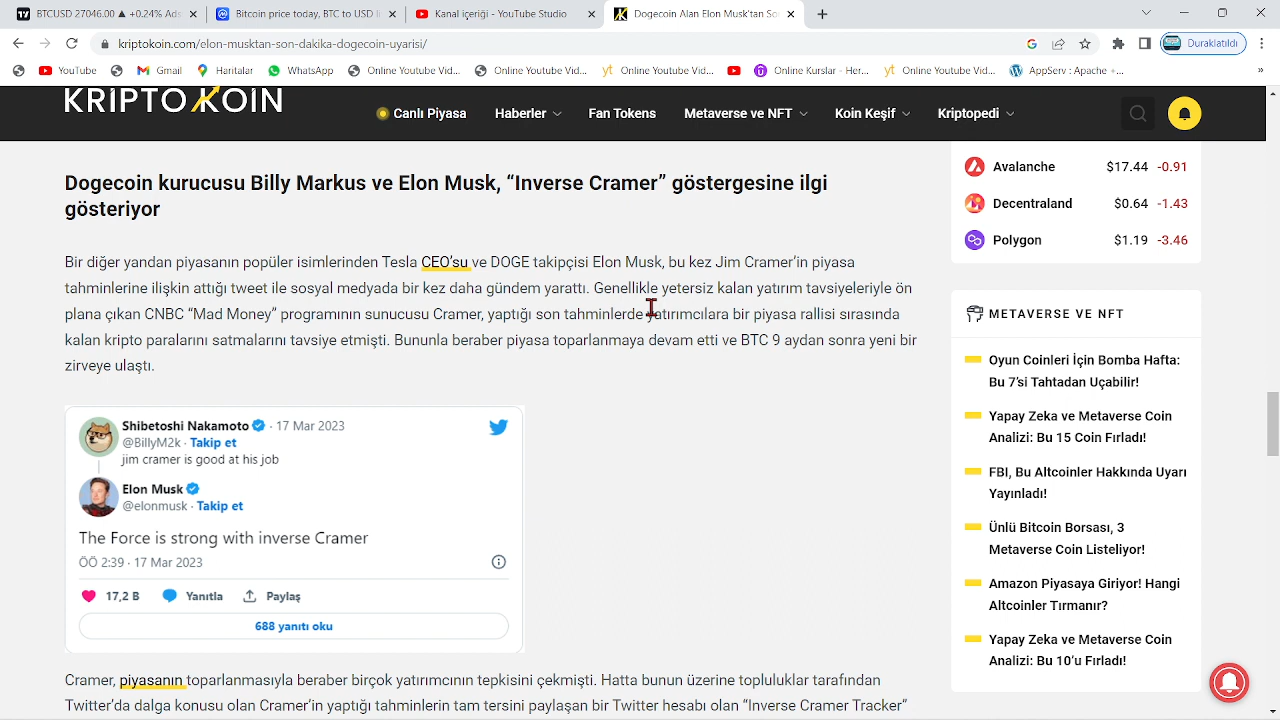 BTCUSD 27046.00 ▲ +0.24% Ads
Bitcoin price today, BTC to USD li
Kanal içeriği - YouTube Studio
Dogecoin Alan Elon Musk'tan So
kriptokoin.com/elon-musktan-son-dakika-dogecoin-uyarisi/
Duraklatıldı
YouTube
Gmail
Haritalar
WhatsApp
Online Youtube Vid...
Online Youtube Vid...
Online Youtube Vid...
Online Kurslar - Her...
Online Youtube Vid...
AppServ : Apache +...
KRIPTOKOIN
Canlı Piyasa
Haberler
Fan Tokens
Metaverse ve NFT
Koin Keşif
Kriptopedi
Dogecoin kurucusu Billy Markus ve Elon Musk, “Inverse Cramer” göstergesine ilgi
gösteriyor
Bir diğer yandan piyasanın popüler isimlerinden Tesla CEO’su ve DOGE takipçisi Elon Musk, bu kez Jim Cramer’in piyasa
tahminlerine ilişkin attığı tweet ile sosyal medyada bir kez daha gündem yarattı. Genellikle yetersiz kalan yatırım tavsiyeleriyle ön
plana çıkan CNBC “Mad Money” programının sunucusu Cramer, yaptığı son tahminlerde yatırımcılara bir piyasa rallisi sırasında
kalan kripto paralarını satmalarını tavsiye etmişti. Bununla beraber piyasa toparlanmaya devam etti ve BTC 9 aydan sonra yeni bir
zirveye ulaştı.
Shibetoshi Nakamoto · 17 Mar 2023
@BillyM2k · Takip et
jim cramer is good at his job
Elon Musk
@elonmusk · Takip et
The Force is strong with inverse Cramer
ÖÖ 2:39 · 17 Mar 2023
17,2 B Yanıtla Paylaş
688 yanıtı oku
Cramer, piyasanın toparlanmasıyla beraber birçok yatırımcının tepkisini çekmişti. Hatta bunun üzerine topluluklar tarafından
Twitter’da dalga konusu olan Cramer’in yaptığı tahminlerin tam tersini paylaşan bir Twitter hesabı olan “Inverse Cramer Tracker”
Avalanche $17.44 -0.91
Decentraland $0.64 -1.43
Polygon $1.19 -3.46
METAVERSE VE NFT
Oyun Coinleri İçin Bomba Hafta:
Bu 7’si Tahtadan Uçabilir!
Yapay Zeka ve Metaverse Coin
Analizi: Bu 15 Coin Fırladı!
FBI, Bu Altcoinler Hakkında Uyarı
Yayınladı!
Ünlü Bitcoin Borsası, 3
Metaverse Coin Listeliyor!
Amazon Piyasaya Giriyor! Hangi
Altcoinler Tırmanır?
Yapay Zeka ve Metaverse Coin
Analizi: Bu 10’u Fırladı!